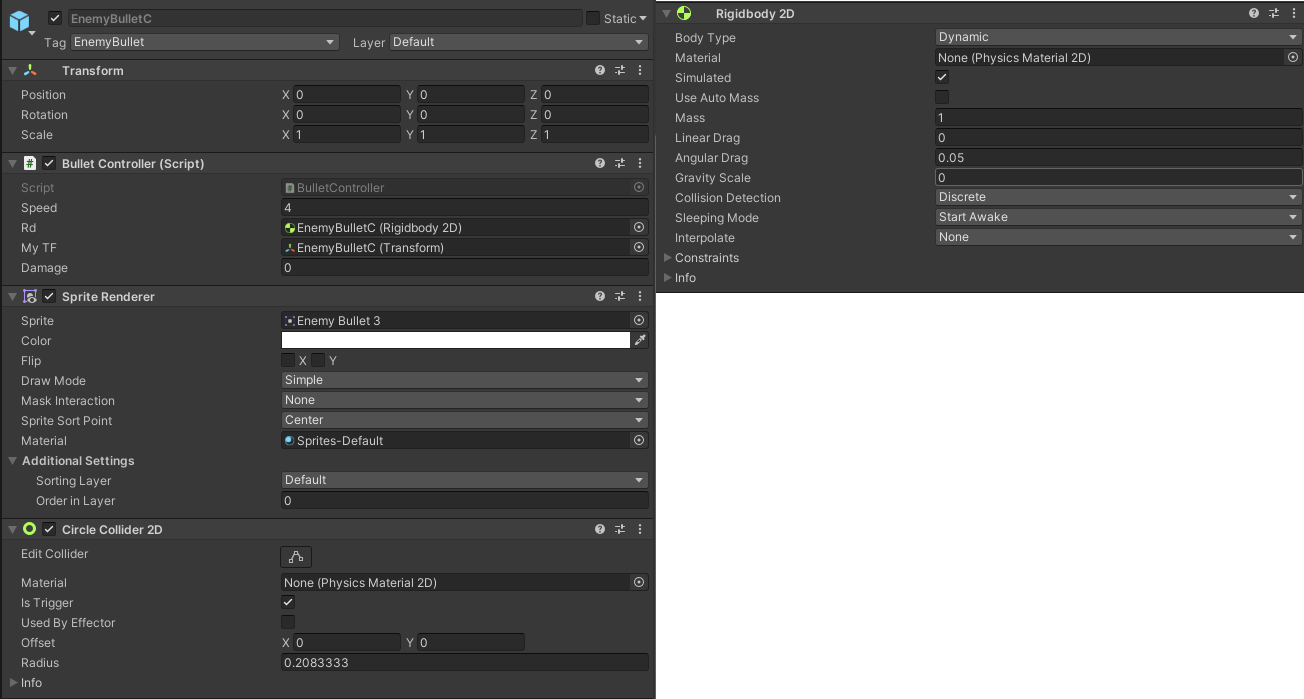 EnemyBulletC Static
Tag EnemyBullet Layer Default
Transform
Position X 0 Y 0 Z 0
Rotation X 0 Y 0 Z 0
Scale X 1 Y 1 Z 1
# Bullet Controller (Script)
Script # BulletController
Speed 4
Rd EnemyBulletC (Rigidbody 2D)
My TF EnemyBulletC (Transform)
Damage 0
Sprite Renderer
Sprite Enemy Bullet 3
Color
Flip X Y
Draw Mode Simple
Mask Interaction None
Sprite Sort Point Center
Material Sprites-Default
Additional Settings
Sorting Layer Default
Order in Layer 0
Circle Collider 2D
Edit Collider
Material None (Physics Material 2D)
Is Trigger
Used By Effector
Offset X 0 Y 0
Radius 0.2083333
Info
Rigidbody 2D
Body Type Dynamic
Material None (Physics Material 2D)
Simulated
Use Auto Mass
Mass 1
Linear Drag 0
Angular Drag 0.05
Gravity Scale 0
Collision Detection Discrete
Sleeping Mode Start Awake
Interpolate None
Constraints
Info